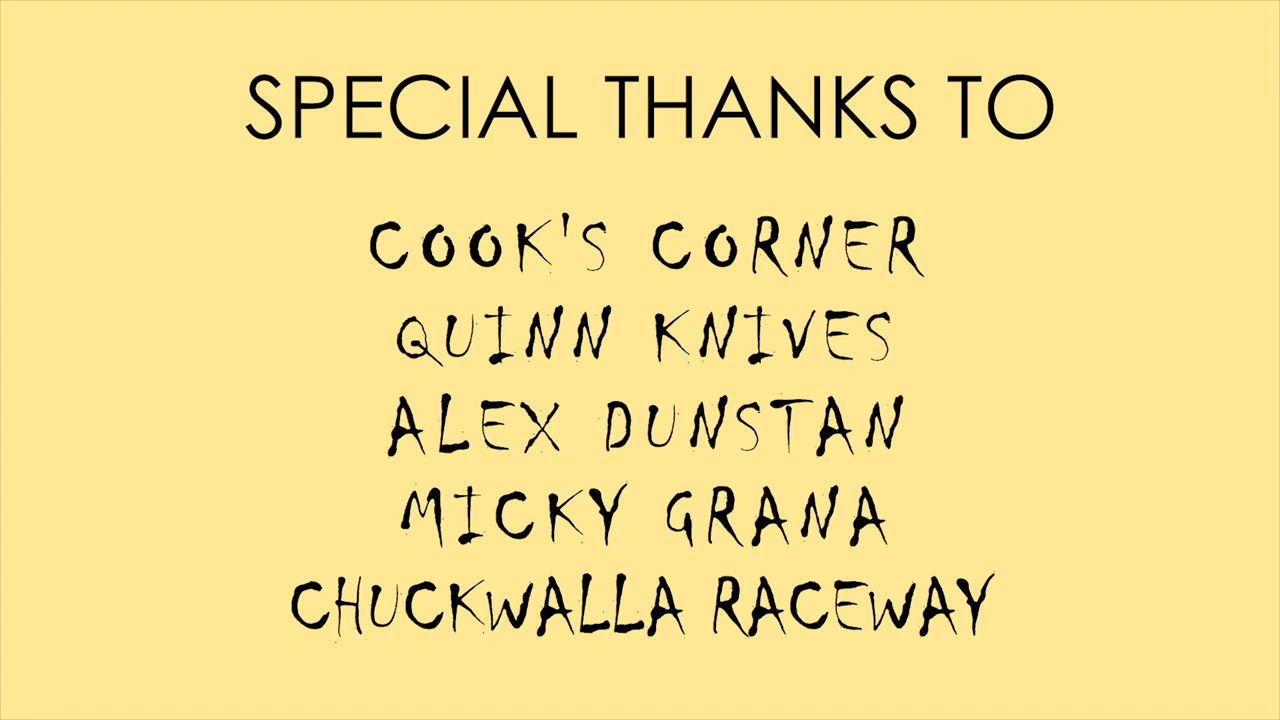 SPECIAL THANKS TO
COOK'S CORNER
QUINN KNIVES
ALEX DUNSTAN
MICKY GRANA
CHUCKWALLA RACEWAY